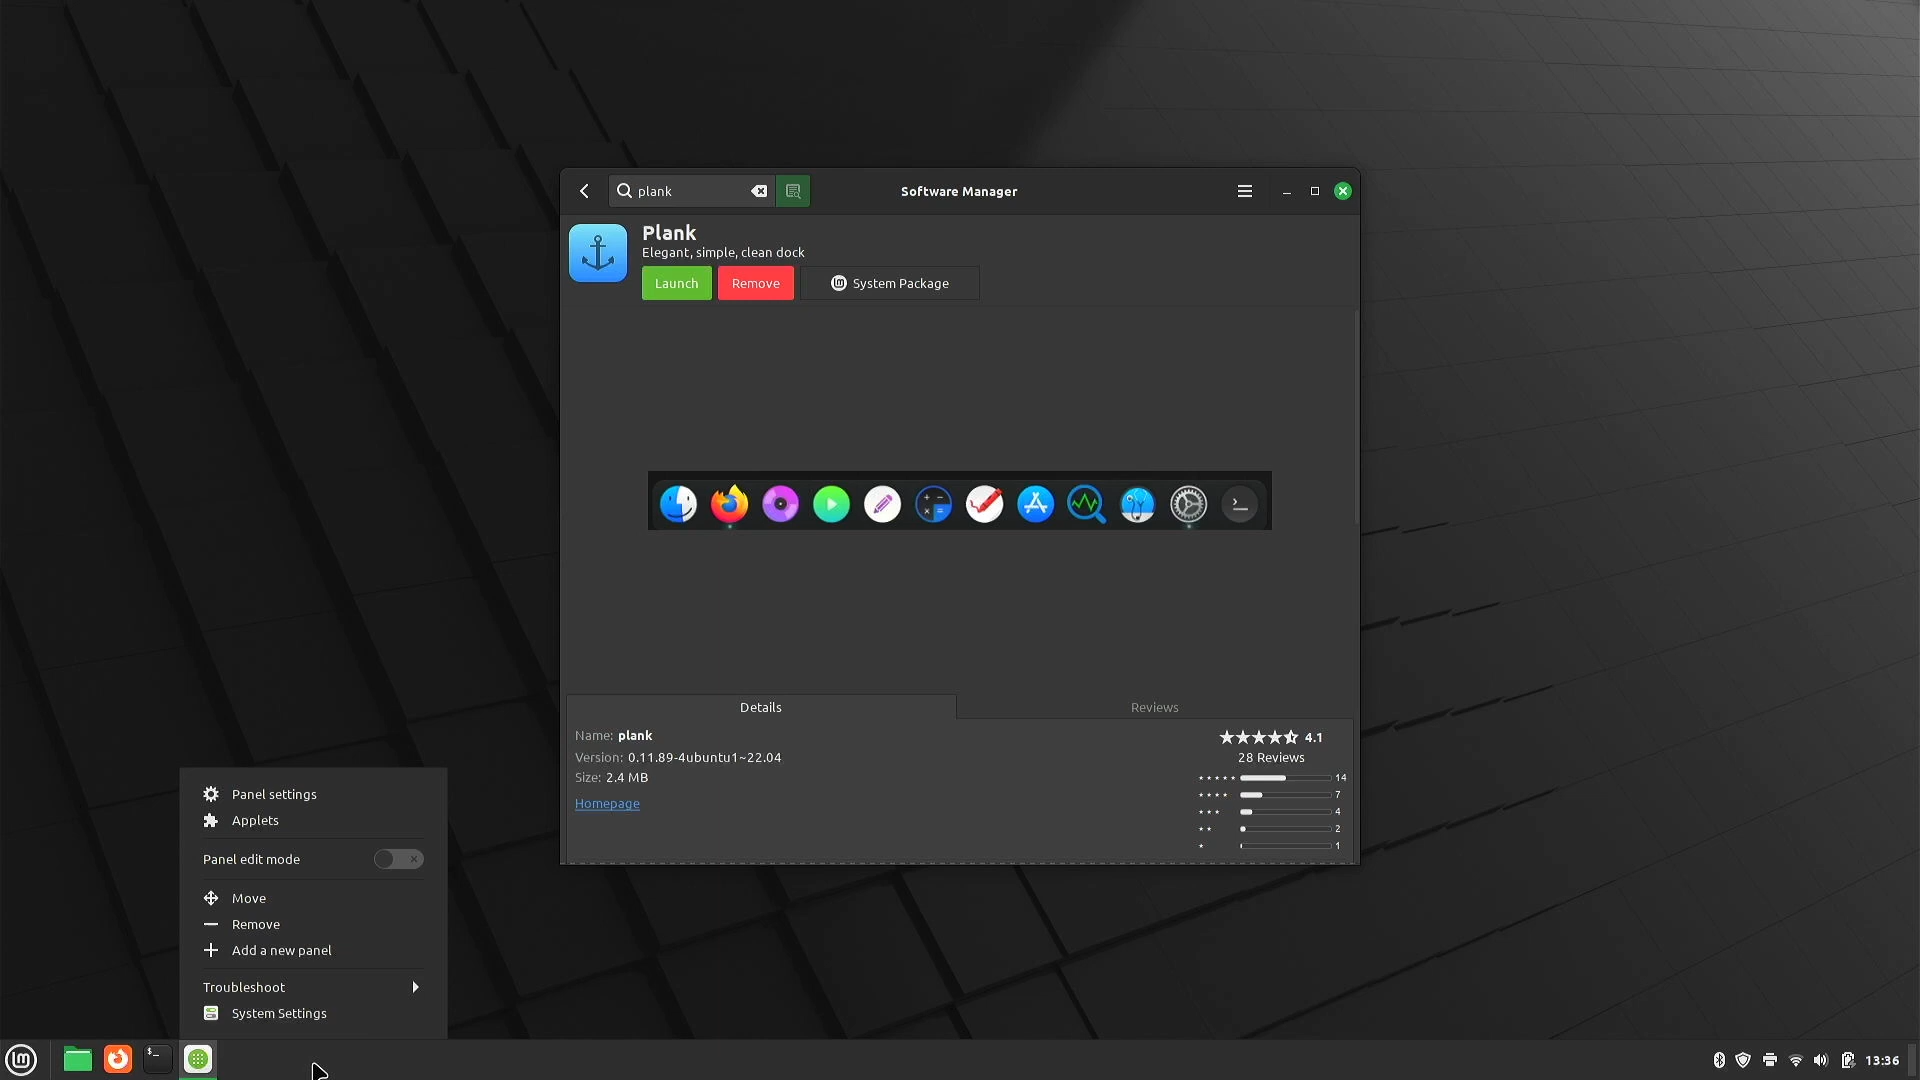 plank
Software Manager
Plank
Elegant, simple, clean dock
Launch
Remove
System Package
Details
Reviews
Name: plank
Version: 0.11.89-4ubuntu1~22.04
Size: 2.4 MB
Homepage
4.1
28 Reviews
14
7
4
2
1
Panel settings
Applets
Panel edit mode
Move
Remove
Add a new panel
Troubleshoot
System Settings
13:36